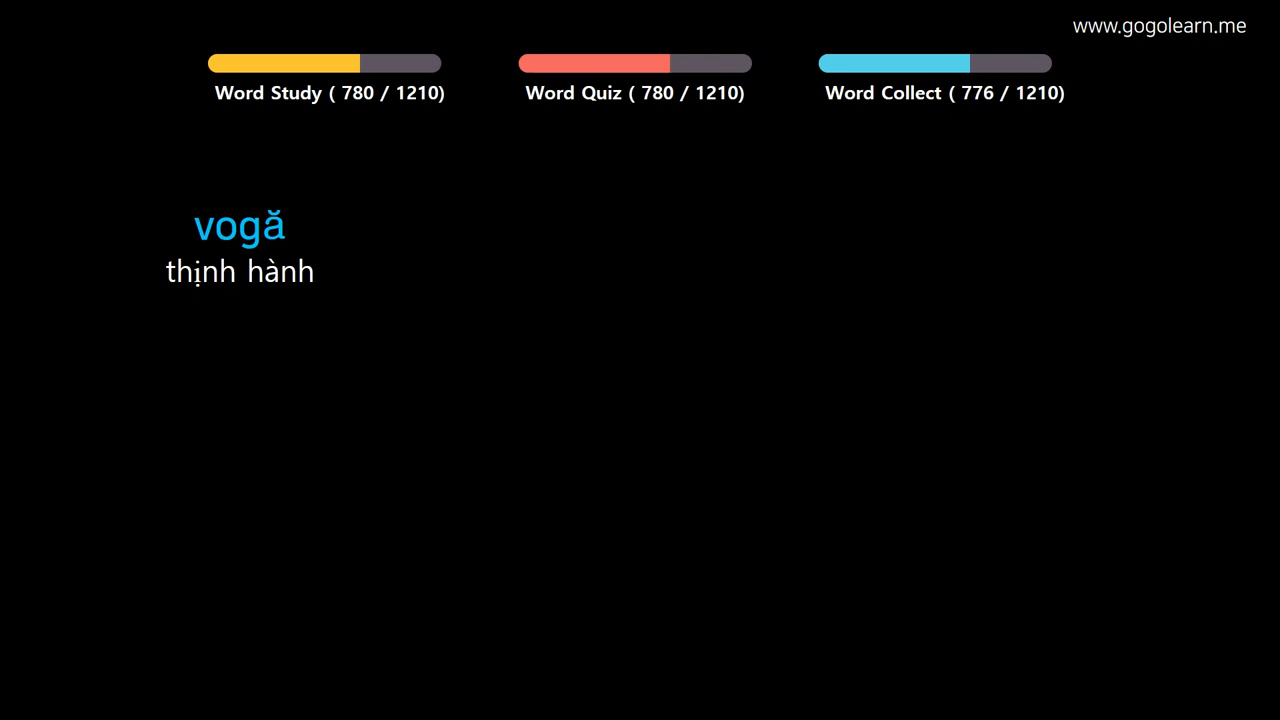 www.gogolearn.me
Word Study ( 780 / 1210)
Word Quiz ( 780 / 1210)
Word Collect ( 776 / 1210)
vogă
thịnh hành